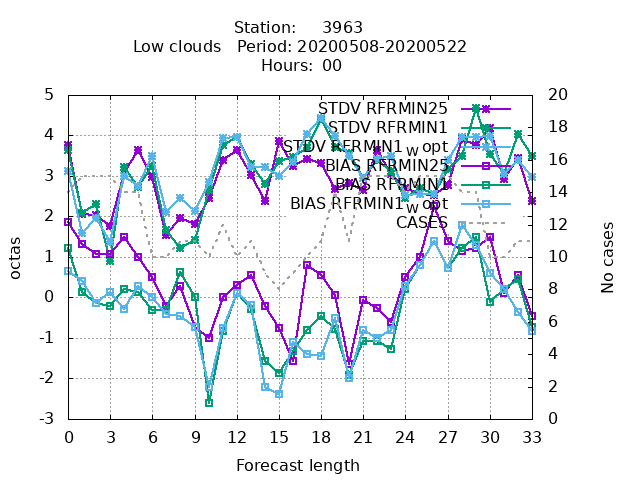 Station: 3963
Low clouds Period: 20200508-20200522
Hours: 00
5
4
3
2
1
0
-1
-2
-3
octas
20
18
16
14
12
10
8
6
4
2
0
No cases
STDV RFRMIN25
STDV RFRMIN1
STDV RFRMIN1_W opt
BIAS RFRMIN25
BIAS RFRMIN1
BIAS RFRMIN1_W opt
CASES
0 3 6 9 12 15 18 21 24 27 30 33
Forecast length